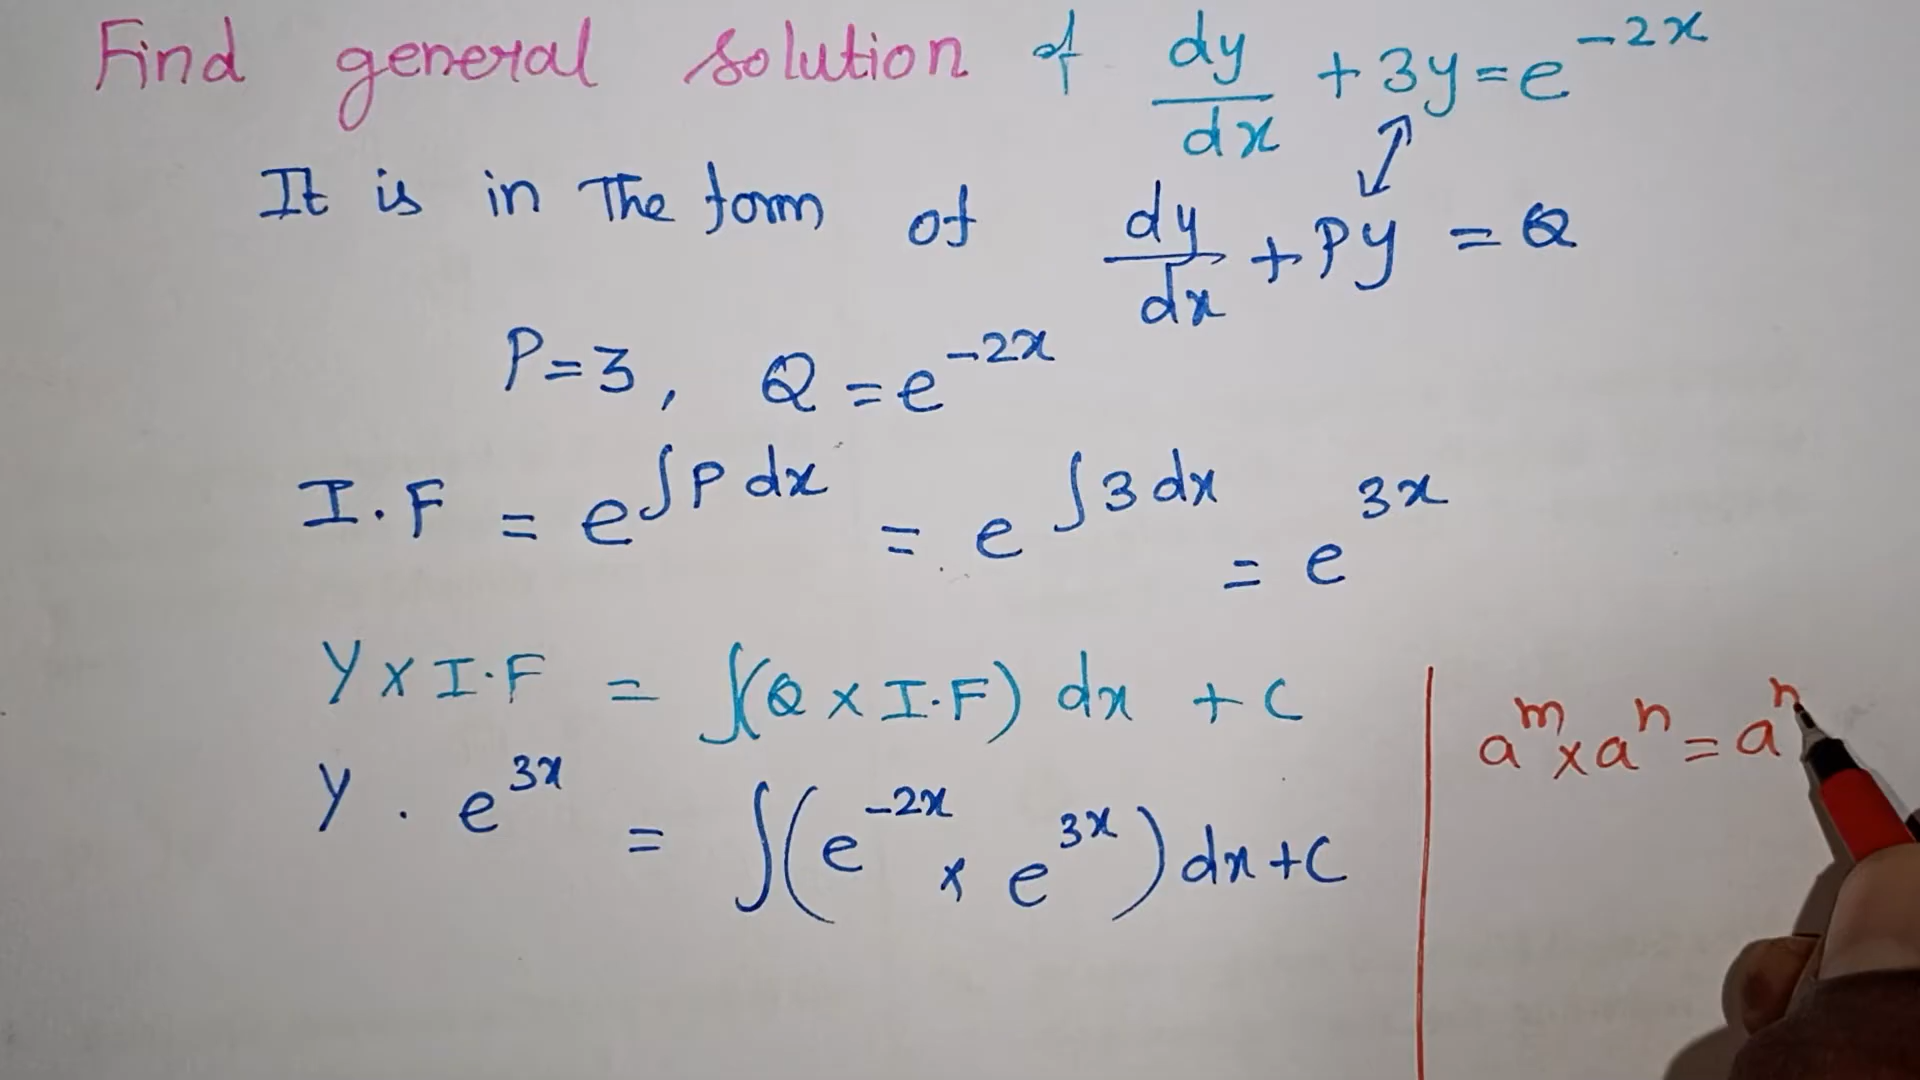 Find general solution of dy/dx + 3y = e^{-2x}
It is in The form of dy/dx + Py = Q
P = 3, Q = e^{-2x}
I.F = e^{∫P dx} = e^{∫3 dx} = e^{3x}
y × I.F = ∫(Q × I.F) dx + C
y . e^{3x} = ∫(e^{-2x} × e^{3x}) dx + C
a^m × a^n = a